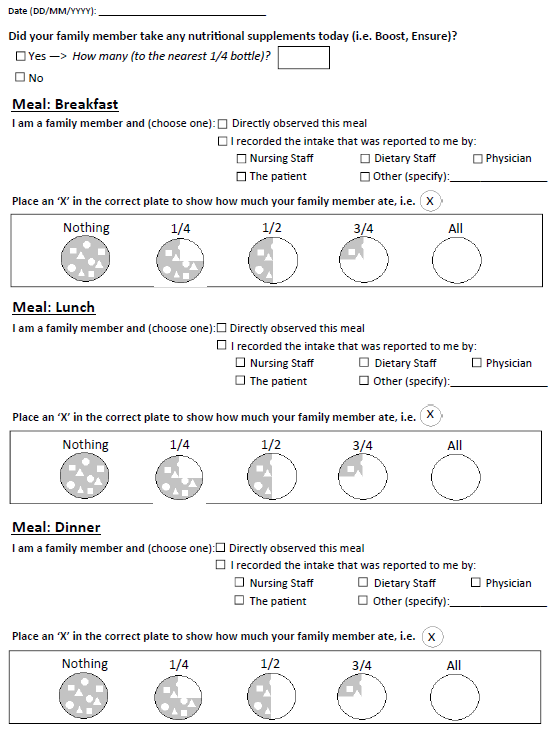 Date (DD/MM/YYYY): ____________________________
Did your family member take any nutritional supplements today (i.e. Boost, Ensure)?
☐ Yes —> How many (to the nearest 1/4 bottle)?
☐ No
Meal: Breakfast
I am a family member and (choose one): ☐ Directly observed this meal
☐ I recorded the intake that was reported to me by:
☐ Nursing Staff ☐ Dietary Staff ☐ Physician
☐ The patient ☐ Other (specify):________________
Place an ‘X’ in the correct plate to show how much your family member ate, i.e. X
Nothing 1/4 1/2 3/4 All
Meal: Lunch
I am a family member and (choose one): ☐ Directly observed this meal
☐ I recorded the intake that was reported to me by:
☐ Nursing Staff ☐ Dietary Staff ☐ Physician
☐ The patient ☐ Other (specify):________________
Place an ‘X’ in the correct plate to show how much your family member ate, i.e. X
Nothing 1/4 1/2 3/4 All
Meal: Dinner
I am a family member and (choose one): ☐ Directly observed this meal
☐ I recorded the intake that was reported to me by:
☐ Nursing Staff ☐ Dietary Staff ☐ Physician
☐ The patient ☐ Other (specify):________________
Place an ‘X’ in the correct plate to show how much your family member ate, i.e. X
Nothing 1/4 1/2 3/4 All